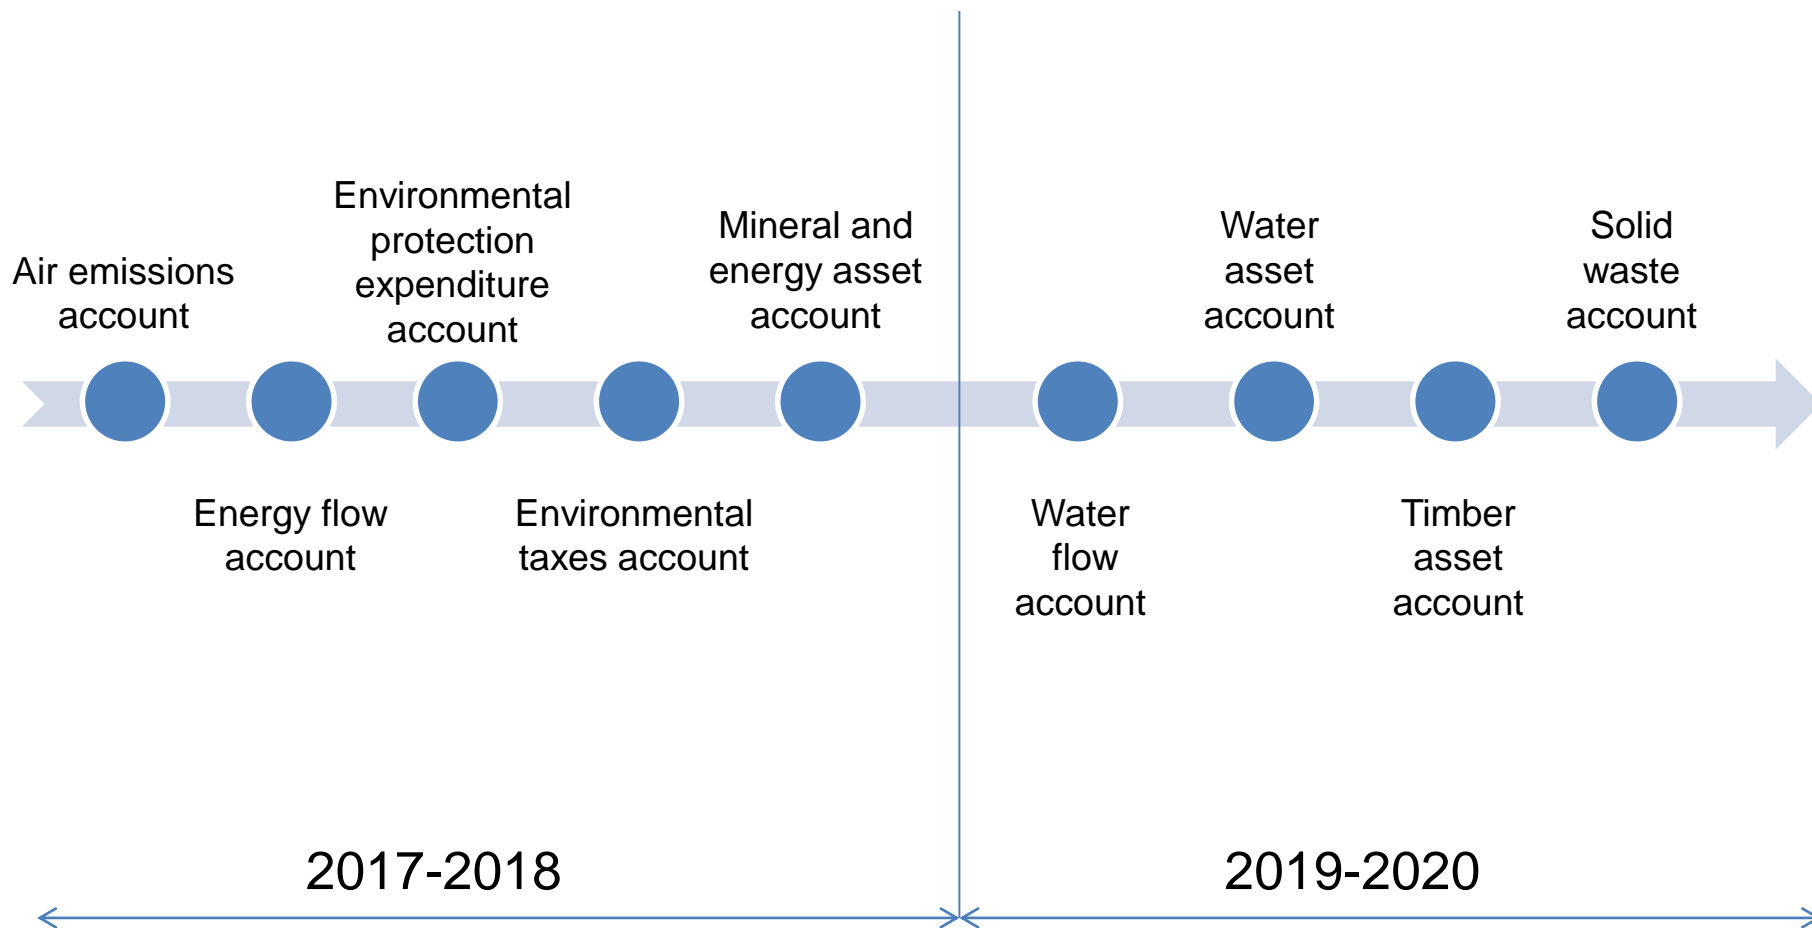 Air emissions
account
Energy flow
account
Environmental
protection
expenditure
account
Environmental
taxes account
Mineral and
energy asset
account
Water
flow
account
Water
asset
account
Timber
asset
account
Solid
waste
account
2017-2018
2019-2020